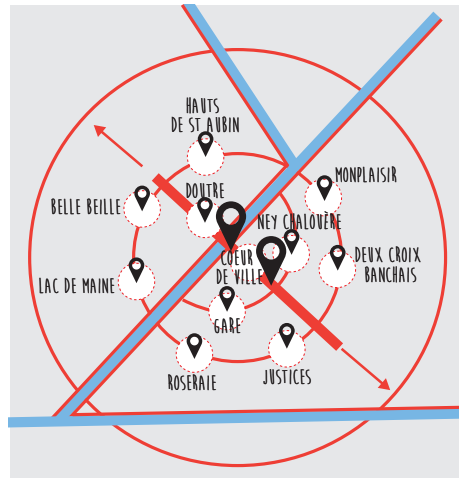 HAUTS
DE ST AUBIN
MONPLAISIR
DOUTRE
BELLE BEILLE
NEY CHALOUÈRE
DEUX CROIX
BANCHAIS
COEUR
DE VILLE
LAC DE MAINE
GARE
ROSERAIE
JUSTICES